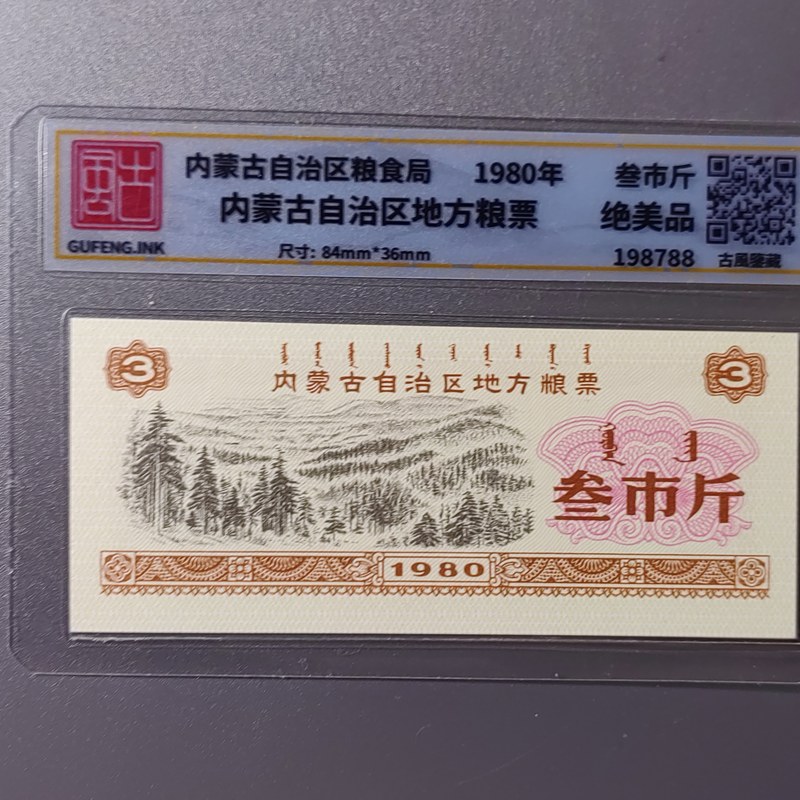 内蒙古自治区粮食局 1980年 叁市斤
内蒙古自治区地方粮票 绝美品
GUFENG.INK 尺寸: 84mm*36mm 198788 古風鑒藏
3 3
内蒙古自治区地方粮票
叁市斤
1980